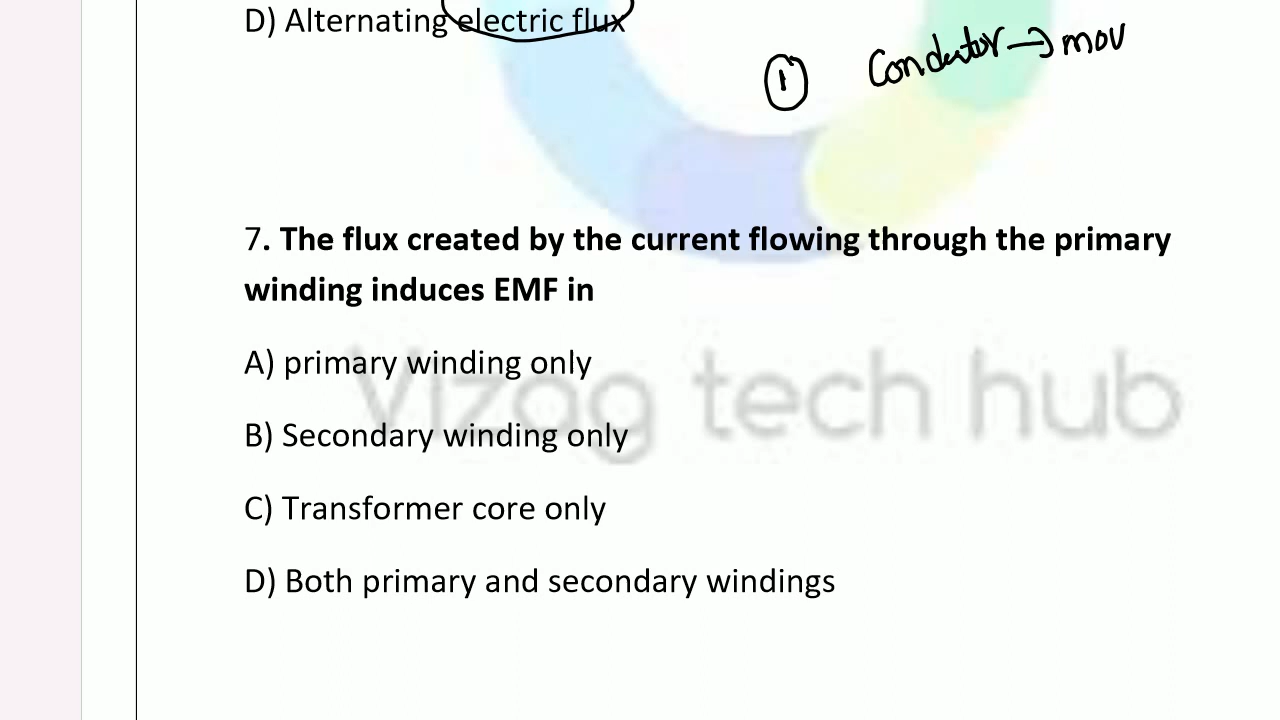 D) Alternating electric flux
① Conductor → mov
7. The flux created by the current flowing through the primary
winding induces EMF in
A) primary winding only
Vizag tech hub
B) Secondary winding only
C) Transformer core only
D) Both primary and secondary windings